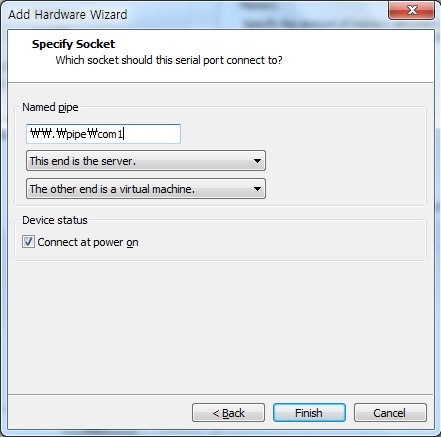 Add Hardware Wizard
Specify Socket
Which socket should this serial port connect to?
Named pipe
₩₩.₩pipe₩com1
This end is the server.
The other end is a virtual machine.
Device status
Connect at power on
< Back
Finish
Cancel